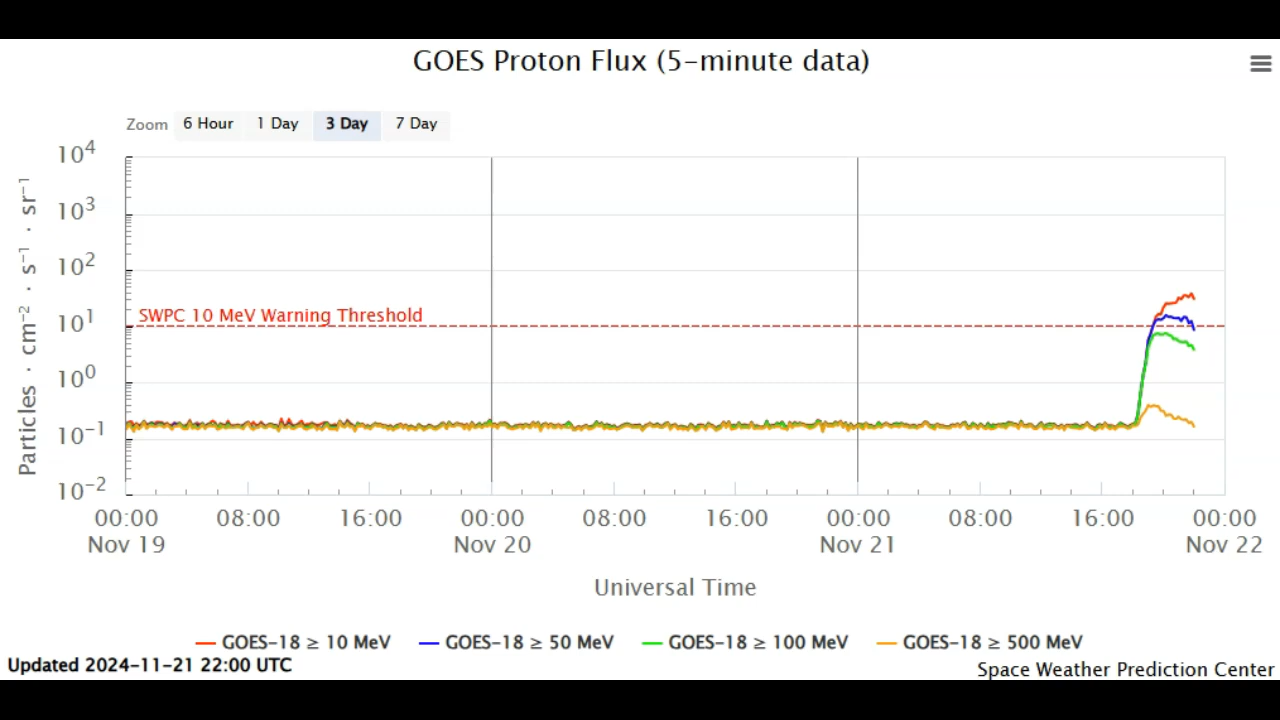 GOES Proton Flux (5-minute data)
Zoom 6 Hour 1 Day 3 Day 7 Day
10⁴
10³
10²
10¹
10⁰
10⁻¹
10⁻²
Particles · cm⁻² · s⁻¹ · sr⁻¹
SWPC 10 MeV Warning Threshold
00:00 08:00 16:00 00:00 08:00 16:00 00:00 08:00 16:00 00:00
Nov 19 Nov 20 Nov 21 Nov 22
Universal Time
GOES-18 ≥ 10 MeV GOES-18 ≥ 50 MeV GOES-18 ≥ 100 MeV GOES-18 ≥ 500 MeV
Updated 2024-11-21 22:00 UTC
Space Weather Prediction Center